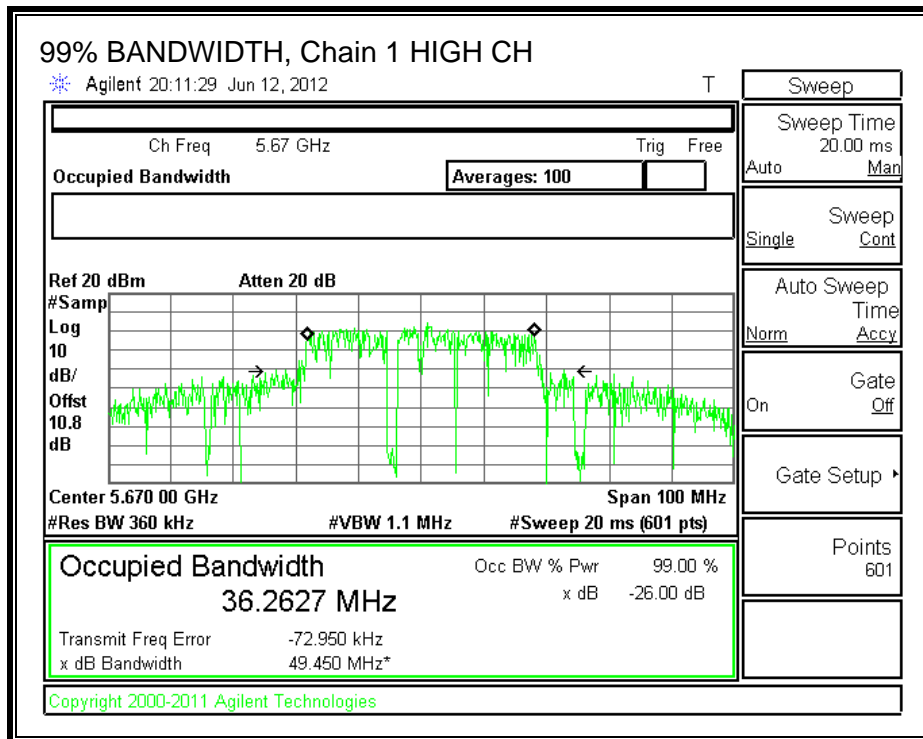 99% BANDWIDTH, Chain 1 HIGH CH
Agilent 20:11:29 Jun 12, 2012 T
Ch Freq 5.67 GHz Trig Free
Occupied Bandwidth Averages: 100
Ref 20 dBm Atten 20 dB
#Samp
Log
10
dB/
Offst
10.8
dB
Center 5.670 00 GHz Span 100 MHz
#Res BW 360 kHz #VBW 1.1 MHz #Sweep 20 ms (601 pts)
Occupied Bandwidth Occ BW % Pwr 99.00 %
36.2627 MHz x dB -26.00 dB
Transmit Freq Error -72.950 kHz
x dB Bandwidth 49.450 MHz*
Copyright 2000-2011 Agilent Technologies
Sweep
Sweep Time
20.00 ms
Auto Man
Sweep
Single Cont
Auto Sweep
Time
Norm Accy
Gate
On Off
Gate Setup
Points
601